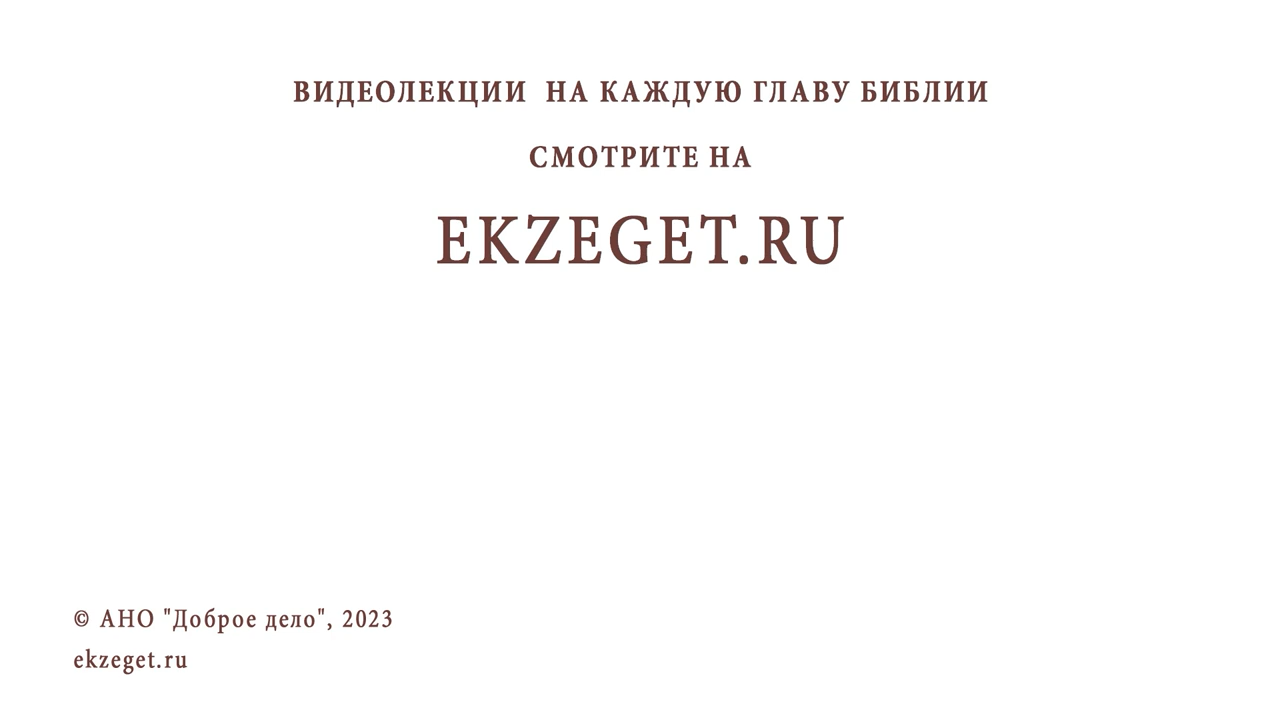 ВИДЕОЛЕКЦИИ НА КАЖДУЮ ГЛАВУ БИБЛИИ
СМОТРИТЕ НА
EKZEGET.RU
© АНО "Доброе дело", 2023
ekzeget.ru